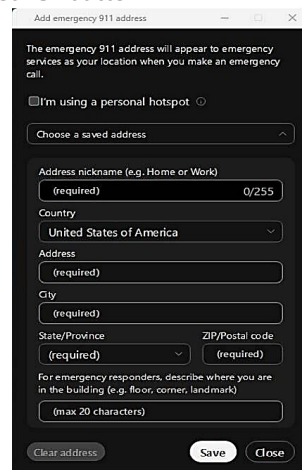 Add emergency 911 address
The emergency 911 address will appear to emergency
services as your location when you make an emergency
call.
I'm using a personal hotspot
Choose a saved address
Address nickname (e.g. Home or Work)
(required) 0/255
Country
United States of America
Address
(required)
City
(required)
State/Province ZIP/Postal code
(required) (required)
For emergency responders, describe where you are
in the building (e.g. floor, corner, landmark)
(max 20 characters)
Clear address Save Close